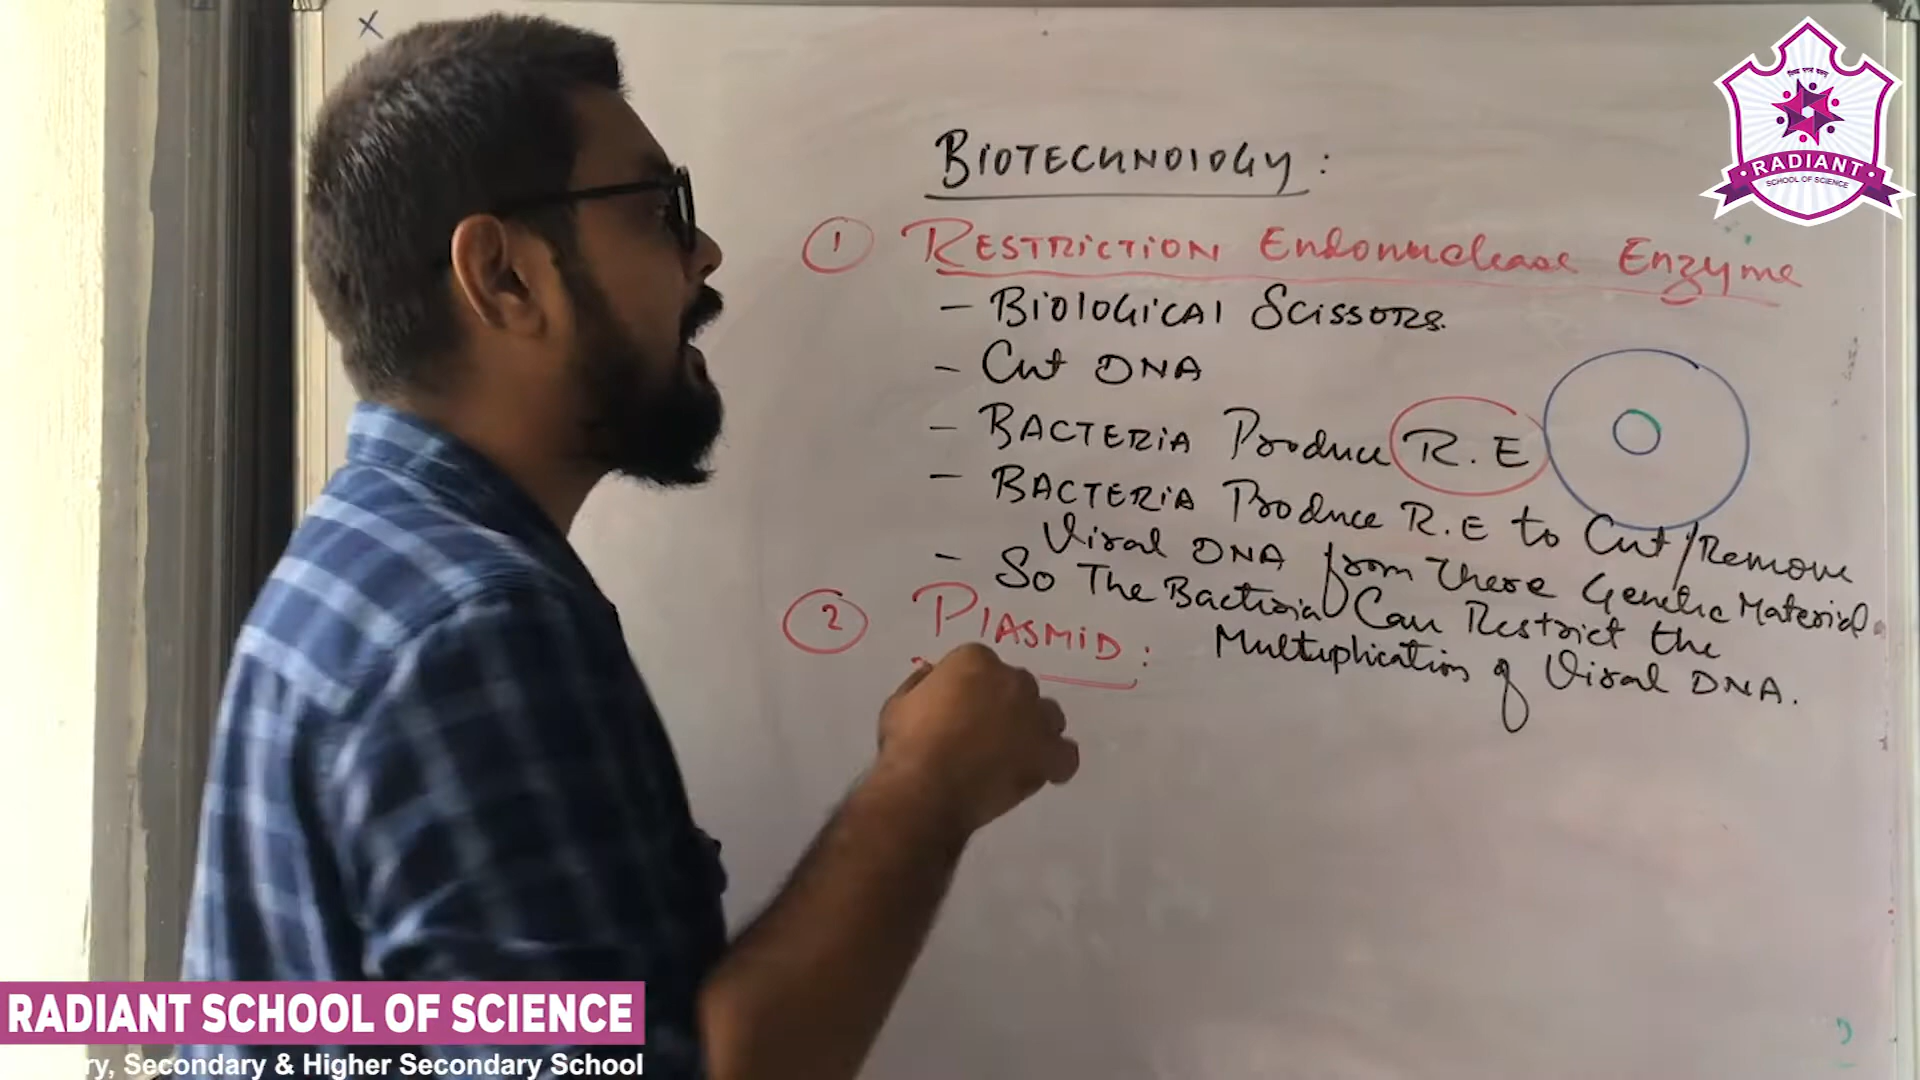 X
BIOTECHNOLOGY :
1 RESTRICTION Endonuclease Enzyme
- BIOLOGICAL SCISSORS.
- Cut DNA
- BACTERIA Produce R.E
- BACTERIA Produce R.E to Cut/Remove
Viral DNA from there Genetic Material.
- So The Bacteria Can Restrict the
Multiplication of Viral DNA.
2 PLASMID :
RADIANT
SCHOOL OF SCIENCE
RADIANT SCHOOL OF SCIENCE
ry, Secondary & Higher Secondary School